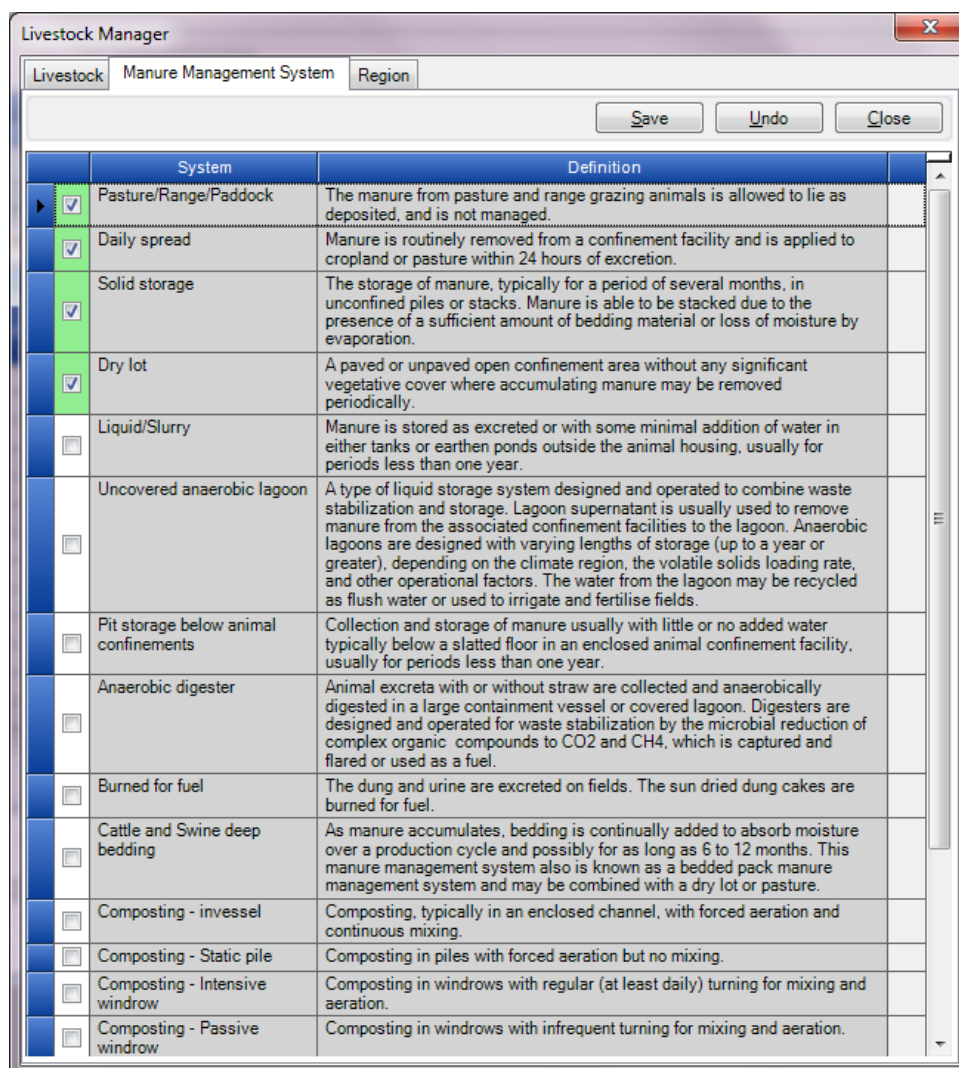 Livestock Manager
Livestock
Manure Management System
Region
Save
Undo
Close
System
Definition
Pasture/Range/Paddock
The manure from pasture and range grazing animals is allowed to lie as
deposited, and is not managed.
Daily spread
Manure is routinely removed from a confinement facility and is applied to
cropland or pasture within 24 hours of excretion.
Solid storage
The storage of manure, typically for a period of several months, in
unconfined piles or stacks. Manure is able to be stacked due to the
presence of a sufficient amount of bedding material or loss of moisture by
evaporation.
Dry lot
A paved or unpaved open confinement area without any significant
vegetative cover where accumulating manure may be removed
periodically.
Liquid/Slurry
Manure is stored as excreted or with some minimal addition of water in
either tanks or earthen ponds outside the animal housing, usually for
periods less than one year.
Uncovered anaerobic lagoon
A type of liquid storage system designed and operated to combine waste
stabilization and storage. Lagoon supernatant is usually used to remove
manure from the associated confinement facilities to the lagoon. Anaerobic
lagoons are designed with varying lengths of storage (up to a year or
greater), depending on the climate region, the volatile solids loading rate,
and other operational factors. The water from the lagoon may be recycled
as flush water or used to irrigate and fertilise fields.
Pit storage below animal
confinements
Collection and storage of manure usually with little or no added water
typically below a slatted floor in an enclosed animal confinement facility,
usually for periods less than one year.
Anaerobic digester
Animal excreta with or without straw are collected and anaerobically
digested in a large containment vessel or covered lagoon. Digesters are
designed and operated for waste stabilization by the microbial reduction of
complex organic  compounds to CO2 and CH4, which is captured and
flared or used as a fuel.
Burned for fuel
The dung and urine are excreted on fields. The sun dried dung cakes are
burned for fuel.
Cattle and Swine deep
bedding
As manure accumulates, bedding is continually added to absorb moisture
over a production cycle and possibly for as long as 6 to 12 months. This
manure management system also is known as a bedded pack manure
management system and may be combined with a dry lot or pasture.
Composting - invessel
Composting, typically in an enclosed channel, with forced aeration and
continuous mixing.
Composting - Static pile
Composting in piles with forced aeration but no mixing.
Composting - Intensive
windrow
Composting in windrows with regular (at least daily) turning for mixing and
aeration.
Composting - Passive
windrow
Composting in windrows with infrequent turning for mixing and aeration.